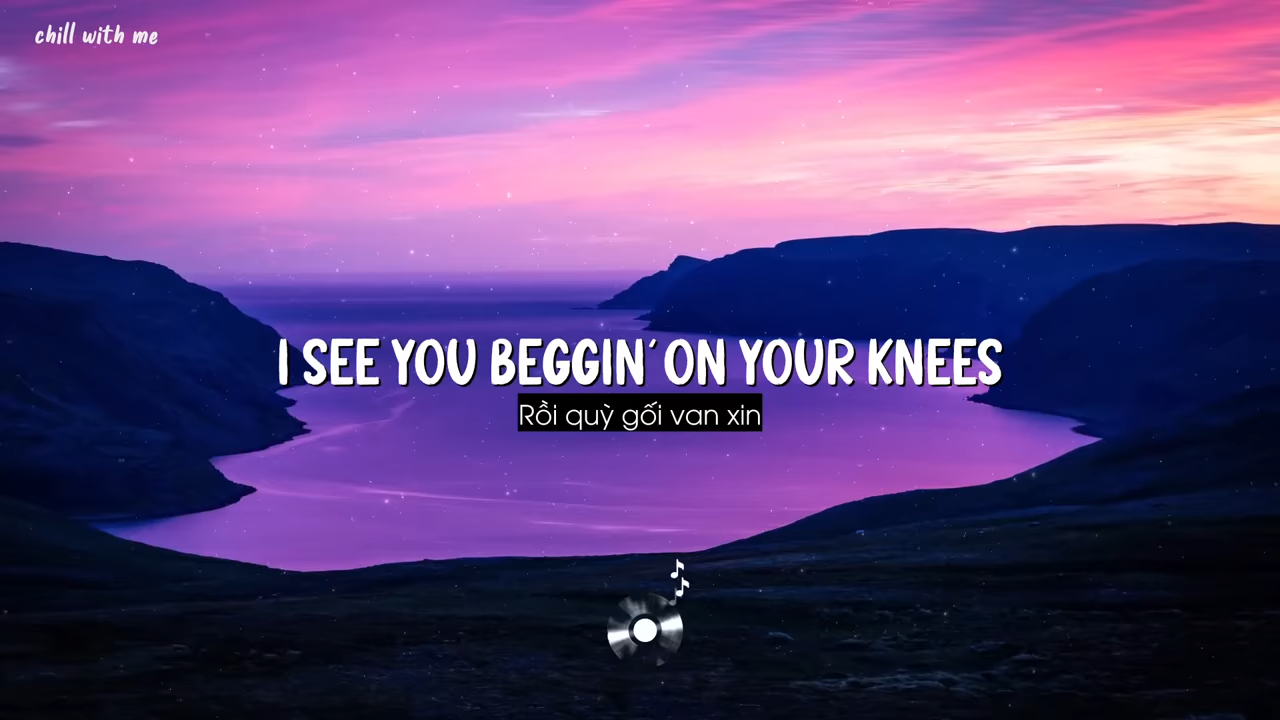 chill with me
I SEE YOU BEGGIN' ON YOUR KNEES
Rồi quỳ gối van xin